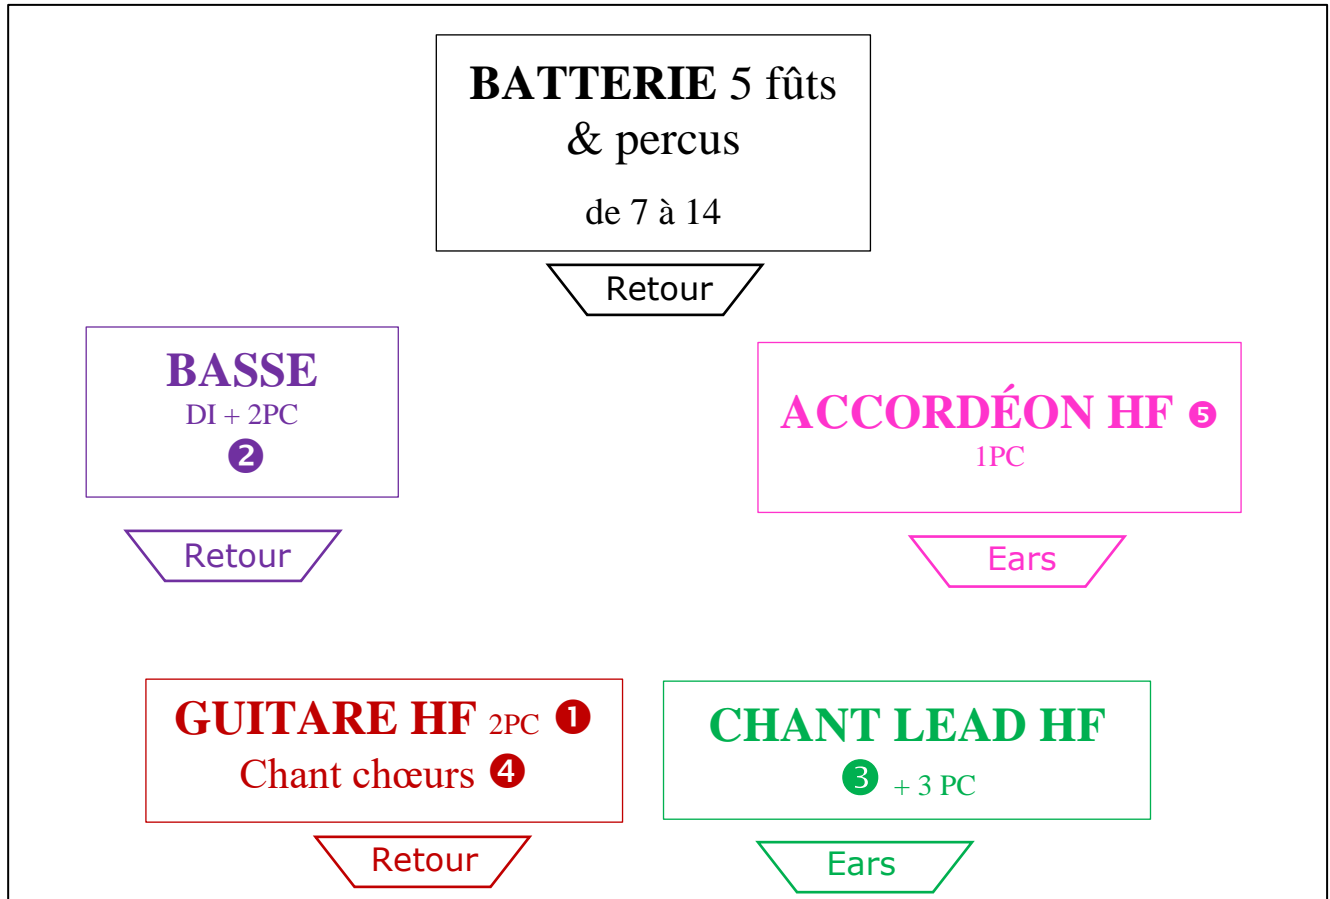 BATTERIE 5 fûts
& percus
de 7 à 14
Retour
BASSE
DI + 2PC
❷
Retour
ACCORDÉON HF ❺
1PC
Ears
GUITARE HF 2PC ❶
Chant chœurs ❹
Retour
CHANT LEAD HF
❸ + 3 PC
Ears